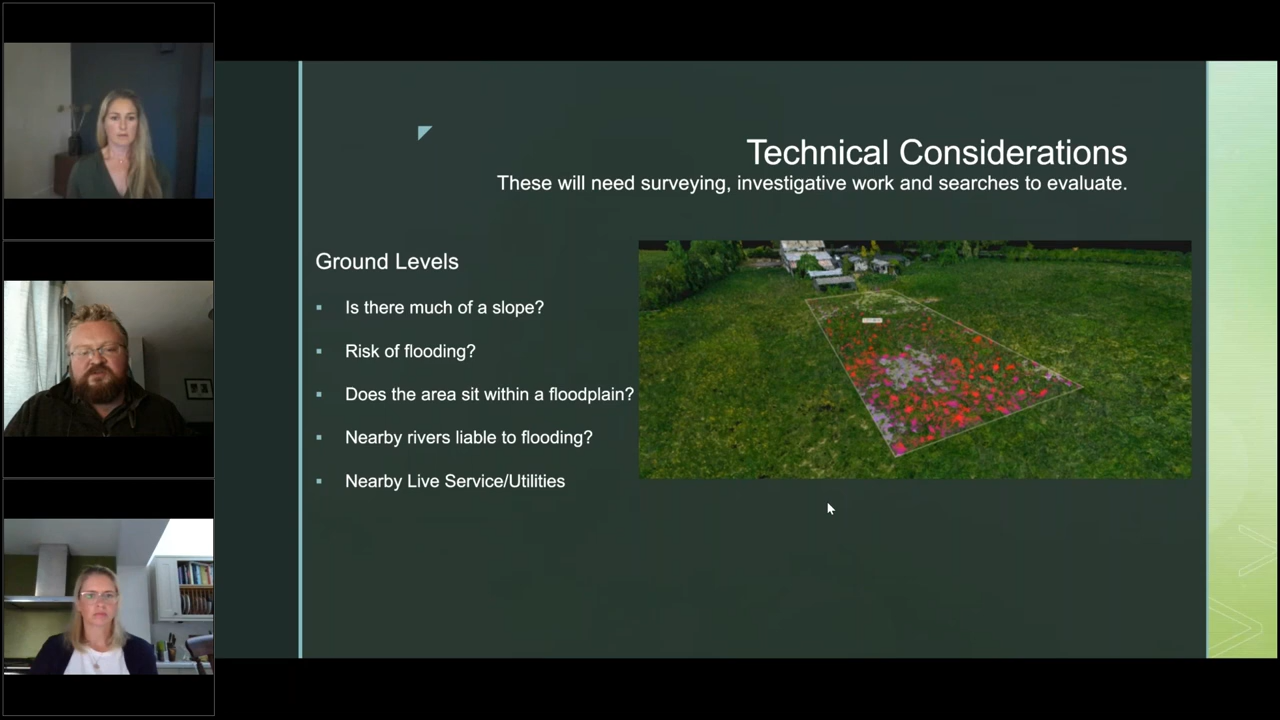 Technical Considerations
These will need surveying, investigative work and searches to evaluate.
Ground Levels
Is there much of a slope?
Risk of flooding?
Does the area sit within a floodplain?
Nearby rivers liable to flooding?
Nearby Live Service/Utilities